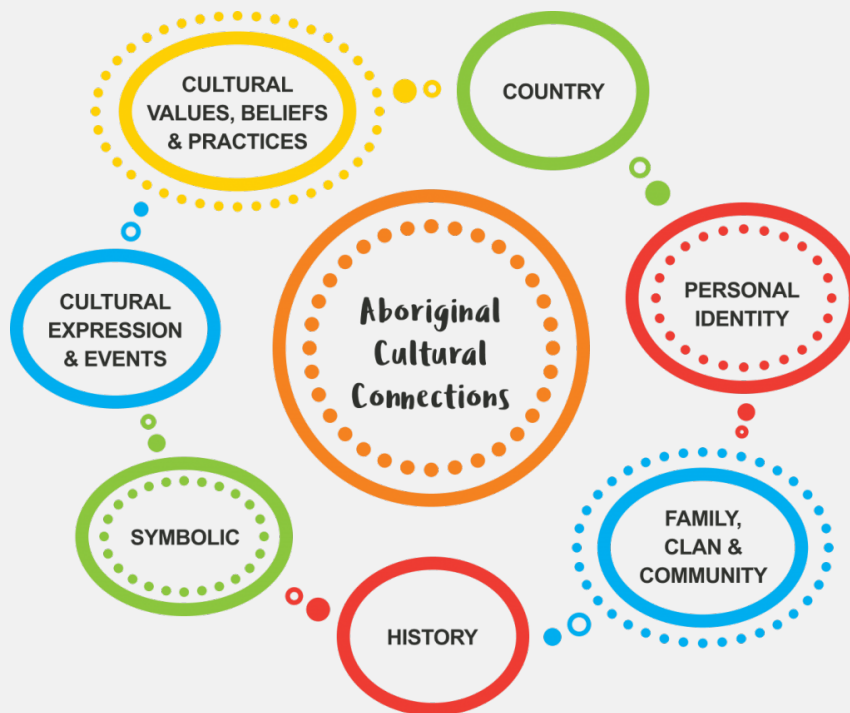 CULTURAL
VALUES, BELIEFS
& PRACTICES
COUNTRY
PERSONAL
IDENTITY
FAMILY,
CLAN &
COMMUNITY
HISTORY
SYMBOLIC
CULTURAL
EXPRESSION
& EVENTS
Aboriginal
Cultural
Connections